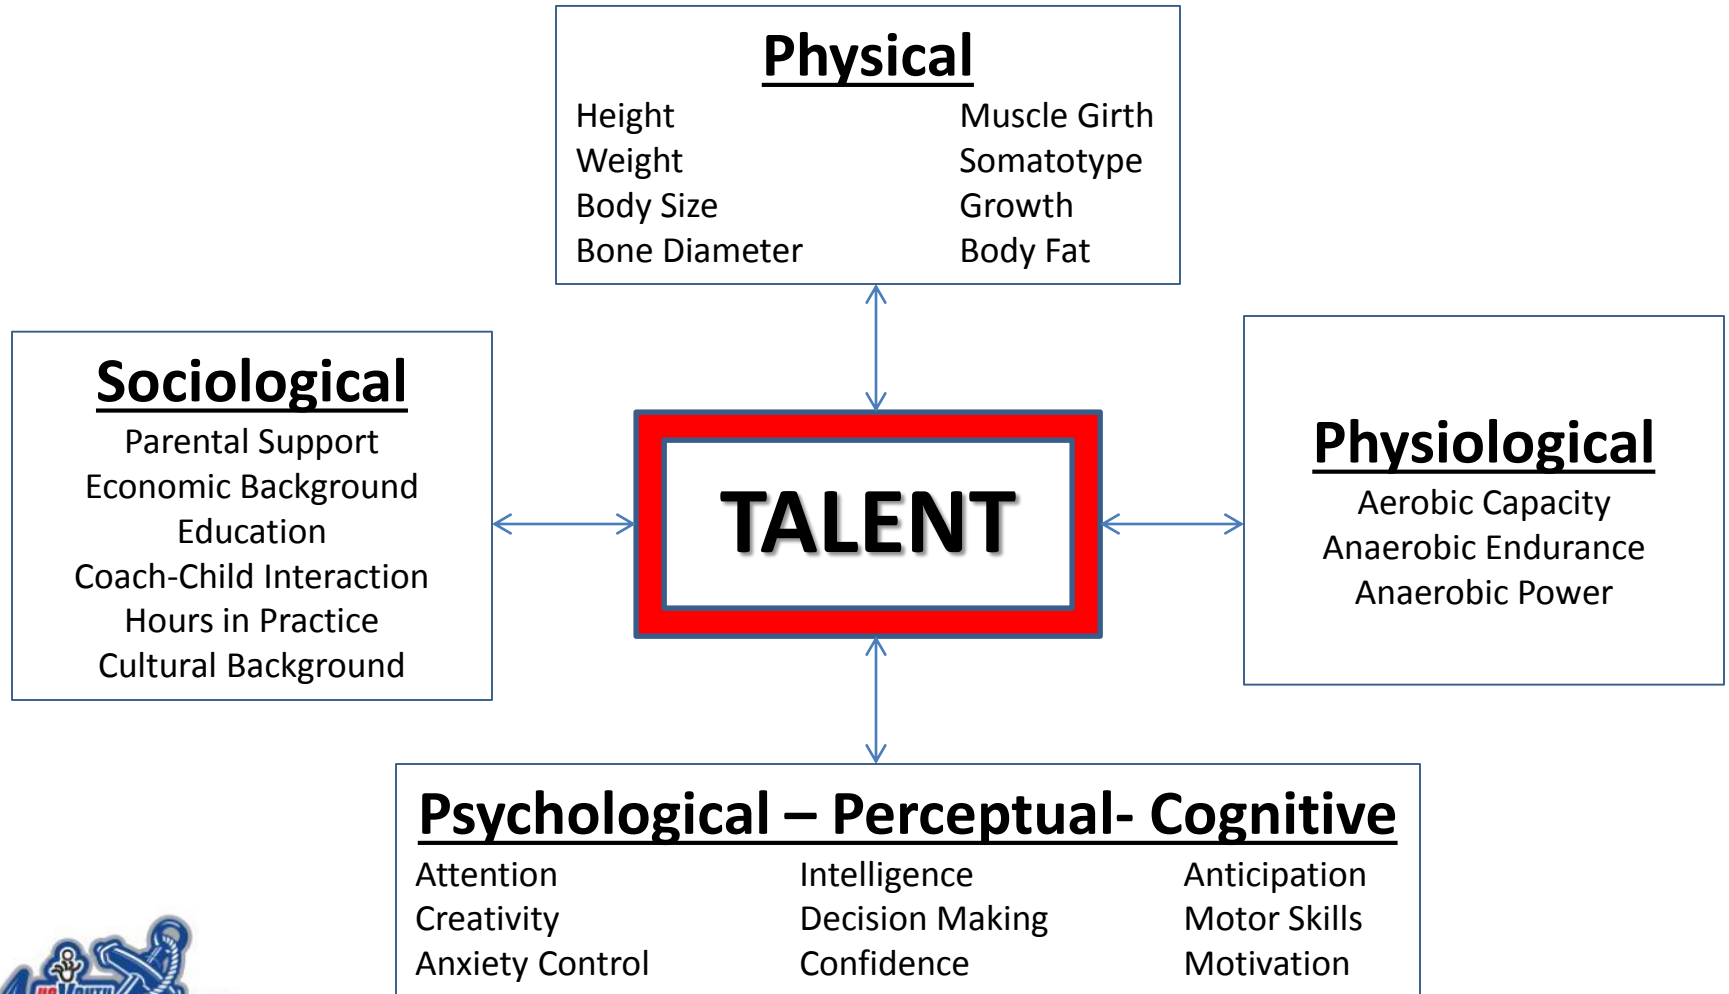 Physical
Height Muscle Girth
Weight Somatotype
Body Size Growth
Bone Diameter Body Fat
Sociological
Parental Support
Economic Background
Education
Coach-Child Interaction
Hours in Practice
Cultural Background
TALENT
Physiological
Aerobic Capacity
Anaerobic Endurance
Anaerobic Power
Psychological – Perceptual- Cognitive
Attention Intelligence Anticipation
Creativity Decision Making Motor Skills
Anxiety Control Confidence Motivation